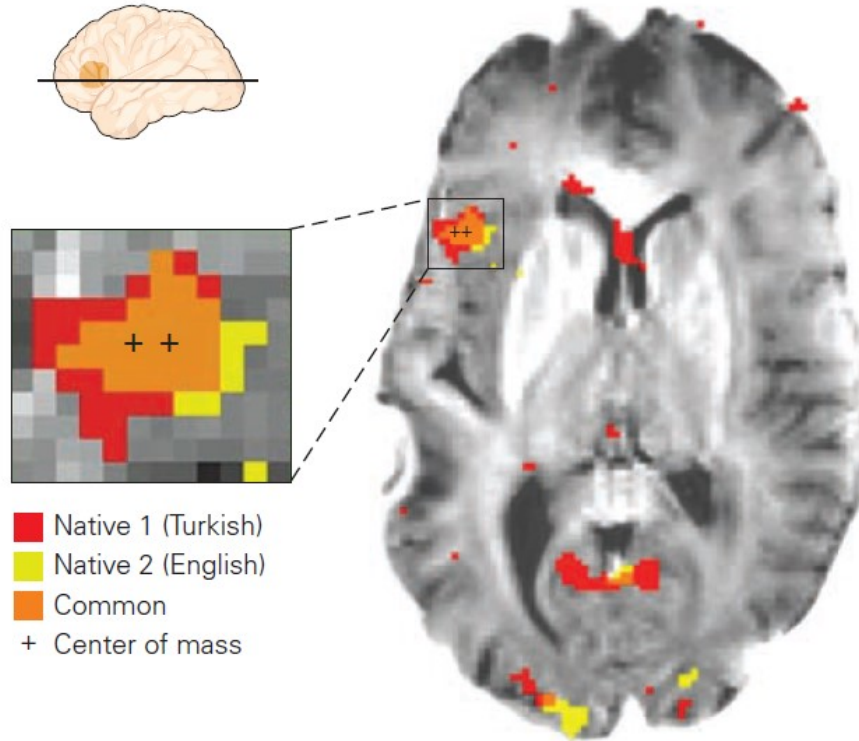 Native 1 (Turkish)
Native 2 (English)
Common
+ Center of mass